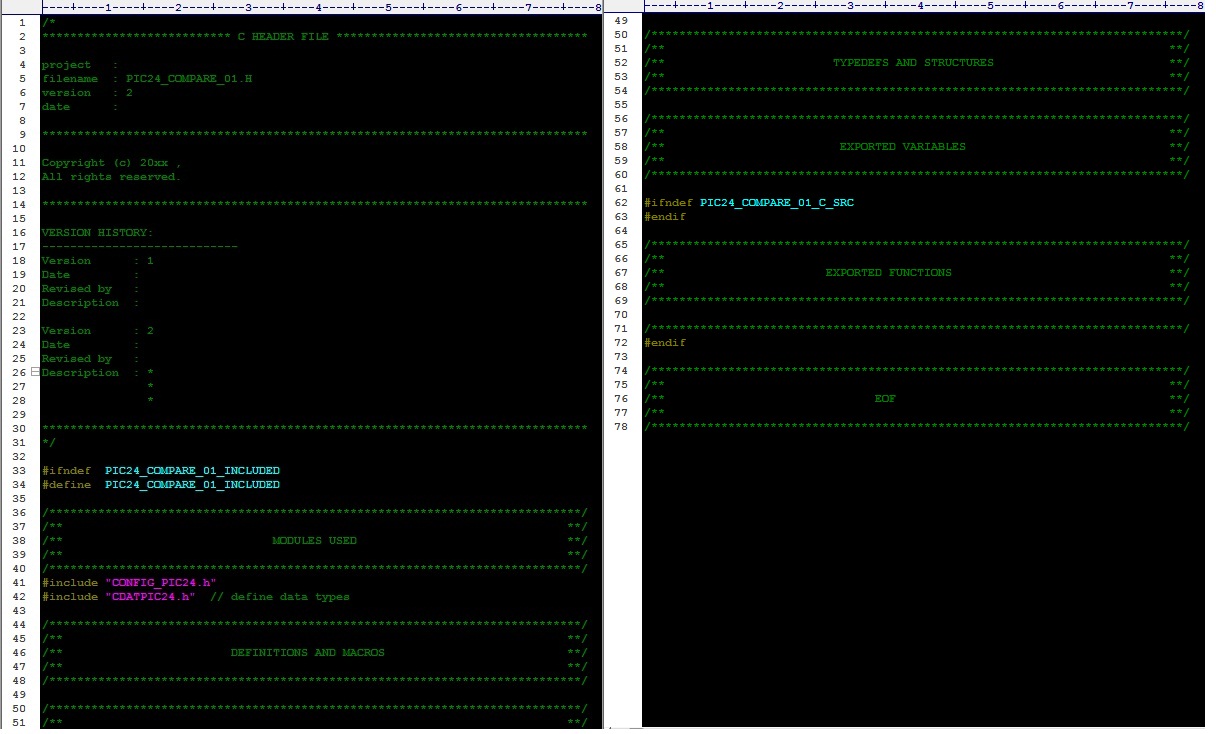 ----+----1----+----2----+----3----+----4----+----5----+----6----+----7----+----8
1 /*
2 *************************** C HEADER FILE ************************************
3
4 project   :
5 filename  : PIC24_COMPARE_01.H
6 version   : 2
7 date      :
8
9 ******************************************************************************
10
11 Copyright (c) 20xx ,
12 All rights reserved.
13
14 ******************************************************************************
15
16 VERSION HISTORY:
17 ----------------------------
18 Version      : 1
19 Date         :
20 Revised by   :
21 Description  :
22
23 Version      : 2
24 Date         :
25 Revised by   :
26 Description  : *
27                *
28                *
29
30 ******************************************************************************
31 */
32
33 #ifndef  PIC24_COMPARE_01_INCLUDED
34 #define  PIC24_COMPARE_01_INCLUDED
35
36 /****************************************************************************/
37 /**                                                                        **/
38 /**                              MODULES USED                              **/
39 /**                                                                        **/
40 /****************************************************************************/
41 #include "CONFIG_PIC24.h"
42 #include "CDATPIC24.h"  // define data types
43
44 /****************************************************************************/
45 /**                                                                        **/
46 /**                        DEFINITIONS AND MACROS                          **/
47 /**                                                                        **/
48 /****************************************************************************/
49
50 /****************************************************************************/
51 /**                                                                        **/
----+----1----+----2----+----3----+----4----+----5----+----6----+----7----+----8
49
50 /****************************************************************************/
51 /**                                                                        **/
52 /**                        TYPEDEFS AND STRUCTURES                         **/
53 /**                                                                        **/
54 /****************************************************************************/
55
56 /****************************************************************************/
57 /**                                                                        **/
58 /**                         EXPORTED VARIABLES                             **/
59 /**                                                                        **/
60 /****************************************************************************/
61
62 #ifndef PIC24_COMPARE_01_C_SRC
63 #endif
64
65 /****************************************************************************/
66 /**                                                                        **/
67 /**                       EXPORTED FUNCTIONS                               **/
68 /**                                                                        **/
69 /****************************************************************************/
70
71 /****************************************************************************/
72 #endif
73
74 /****************************************************************************/
75 /**                                                                        **/
76 /**                              EOF                                       **/
77 /**                                                                        **/
78 /****************************************************************************/